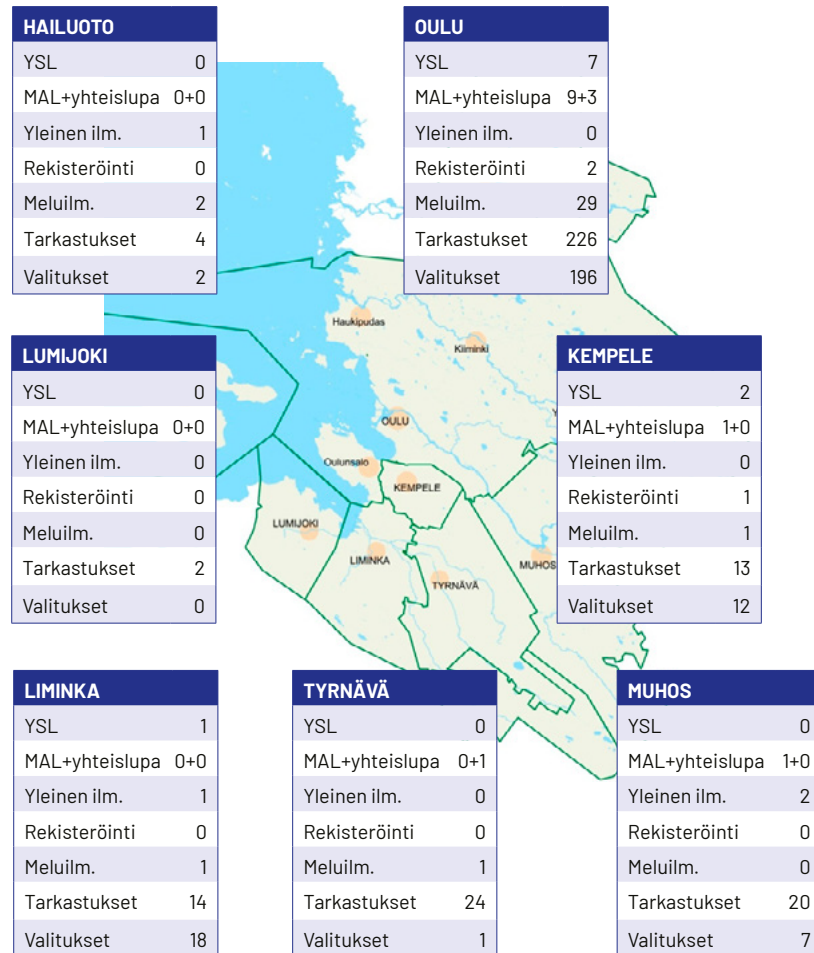 HAILUOTO
YSL 0
MAL+yhteislupa 0+0
Yleinen ilm. 1
Rekisteröinti 0
Meluilm. 2
Tarkastukset 4
Valitukset 2
OULU
YSL 7
MAL+yhteislupa 9+3
Yleinen ilm. 0
Rekisteröinti 2
Meluilm. 29
Tarkastukset 226
Valitukset 196
Haukipudas
Kiiminki
LUMIJOKI
YSL 0
MAL+yhteislupa 0+0
Yleinen ilm. 0
Rekisteröinti 0
Meluilm. 0
Tarkastukset 2
Valitukset 0
OULU
Oulunsalo
KEMPELE
LUMIJOKI
LIMINKA
TYRNÄVÄ
MUHOS
KEMPELE
YSL 2
MAL+yhteislupa 1+0
Yleinen ilm. 0
Rekisteröinti 1
Meluilm. 1
Tarkastukset 13
Valitukset 12
LIMINKA
YSL 1
MAL+yhteislupa 0+0
Yleinen ilm. 1
Rekisteröinti 0
Meluilm. 1
Tarkastukset 14
Valitukset 18
TYRNÄVÄ
YSL 0
MAL+yhteislupa 0+1
Yleinen ilm. 0
Rekisteröinti 0
Meluilm. 1
Tarkastukset 24
Valitukset 1
MUHOS
YSL 0
MAL+yhteislupa 1+0
Yleinen ilm. 2
Rekisteröinti 0
Meluilm. 0
Tarkastukset 20
Valitukset 7